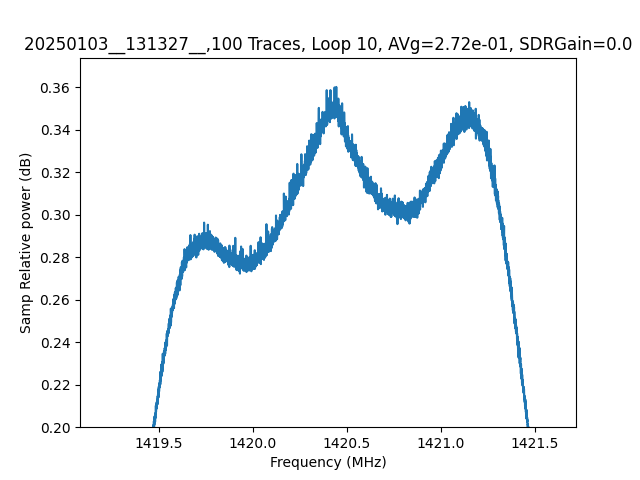 20250103__131327__,100 Traces, Loop 10, AVg=2.72e-01, SDRGain=0.0
0.36
0.34
0.32
0.30
0.28
0.26
0.24
0.22
0.20
Samp Relative power (dB)
1419.5 1420.0 1420.5 1421.0 1421.5
Frequency (MHz)